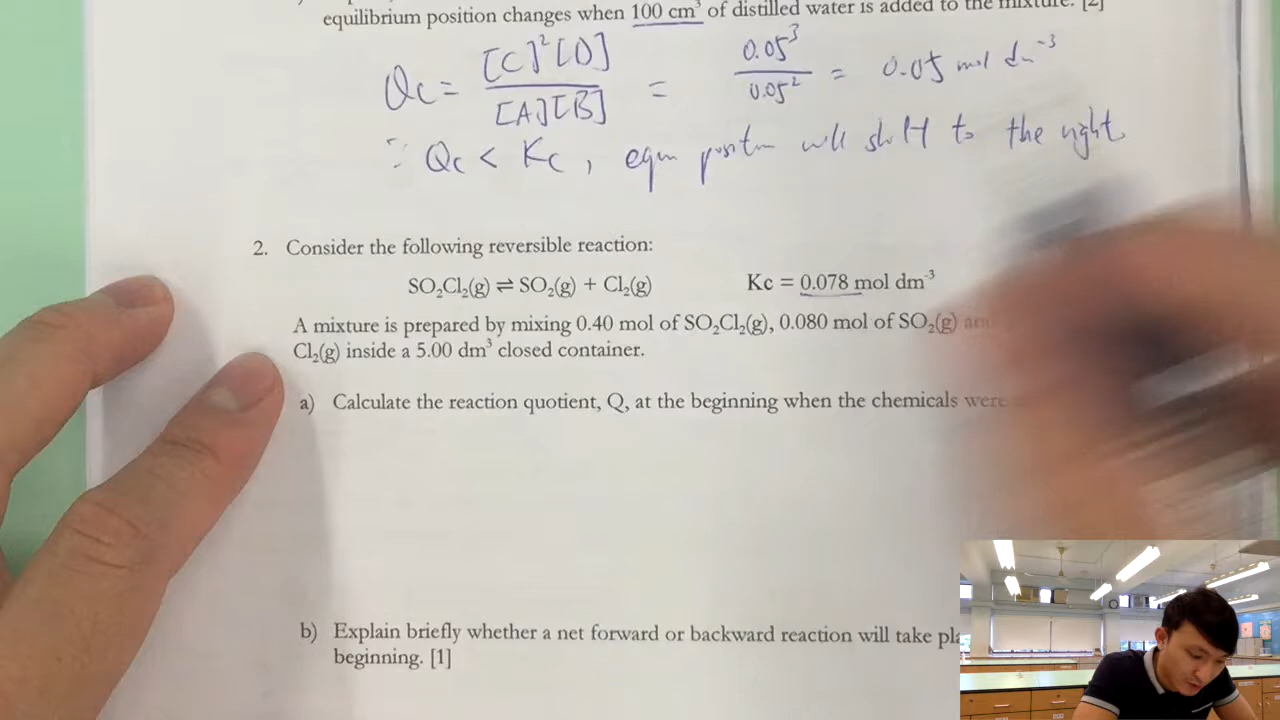 equilibrium position changes when 100 cm³ of distilled water is added to the mixture. [2]
Qc = [C]²[D] / [A][B] = 0.05³ / 0.05² = 0.05 mol dm⁻³
∵ Qc < Kc , eqm position will shift to the right
2. Consider the following reversible reaction:
SO₂Cl₂(g) ⇌ SO₂(g) + Cl₂(g) Kc = 0.078 mol dm⁻³
A mixture is prepared by mixing 0.40 mol of SO₂Cl₂(g), 0.080 mol of SO₂(g) and
Cl₂(g) inside a 5.00 dm³ closed container.
a) Calculate the reaction quotient, Q, at the beginning when the chemicals were
b) Explain briefly whether a net forward or backward reaction will take
beginning. [1]